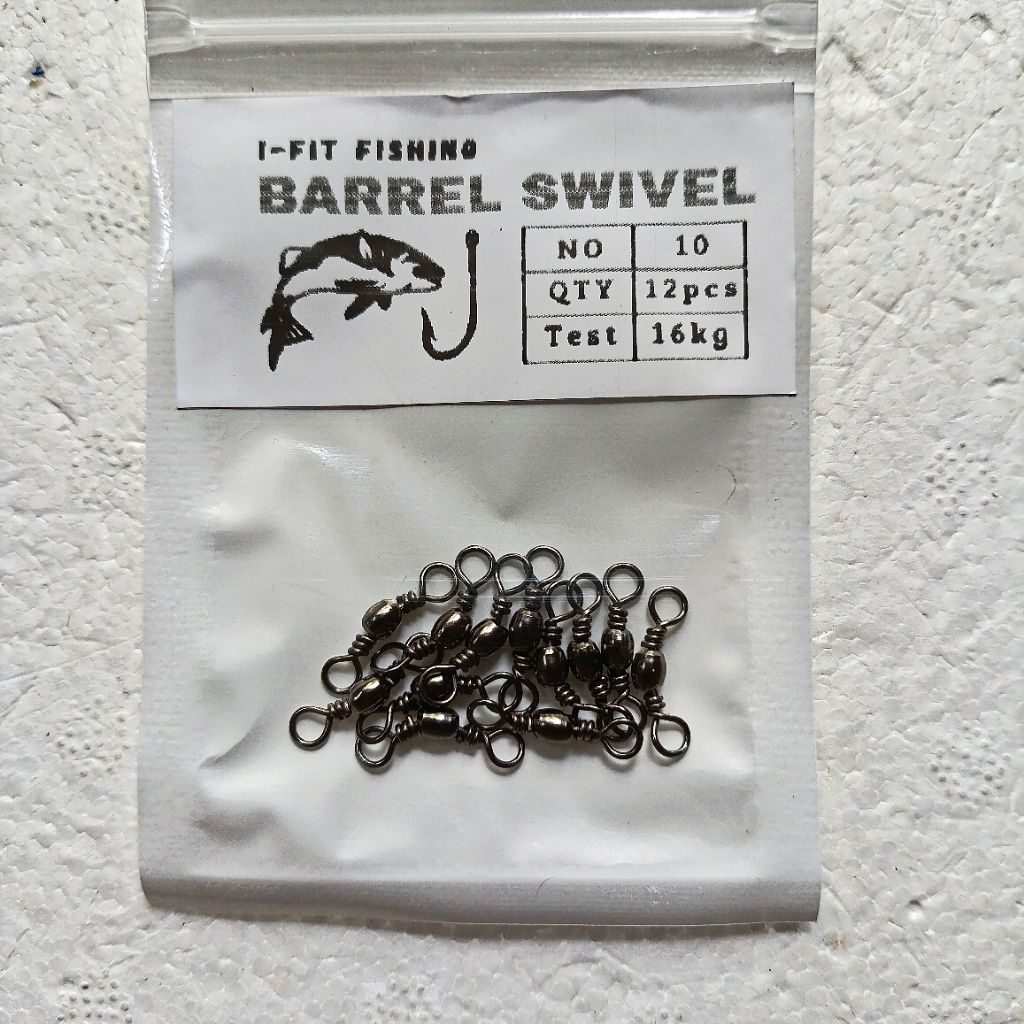 I-FIT FISHING
BARREL SWIVEL
NO 10
QTY 12pcs
Test 16kg